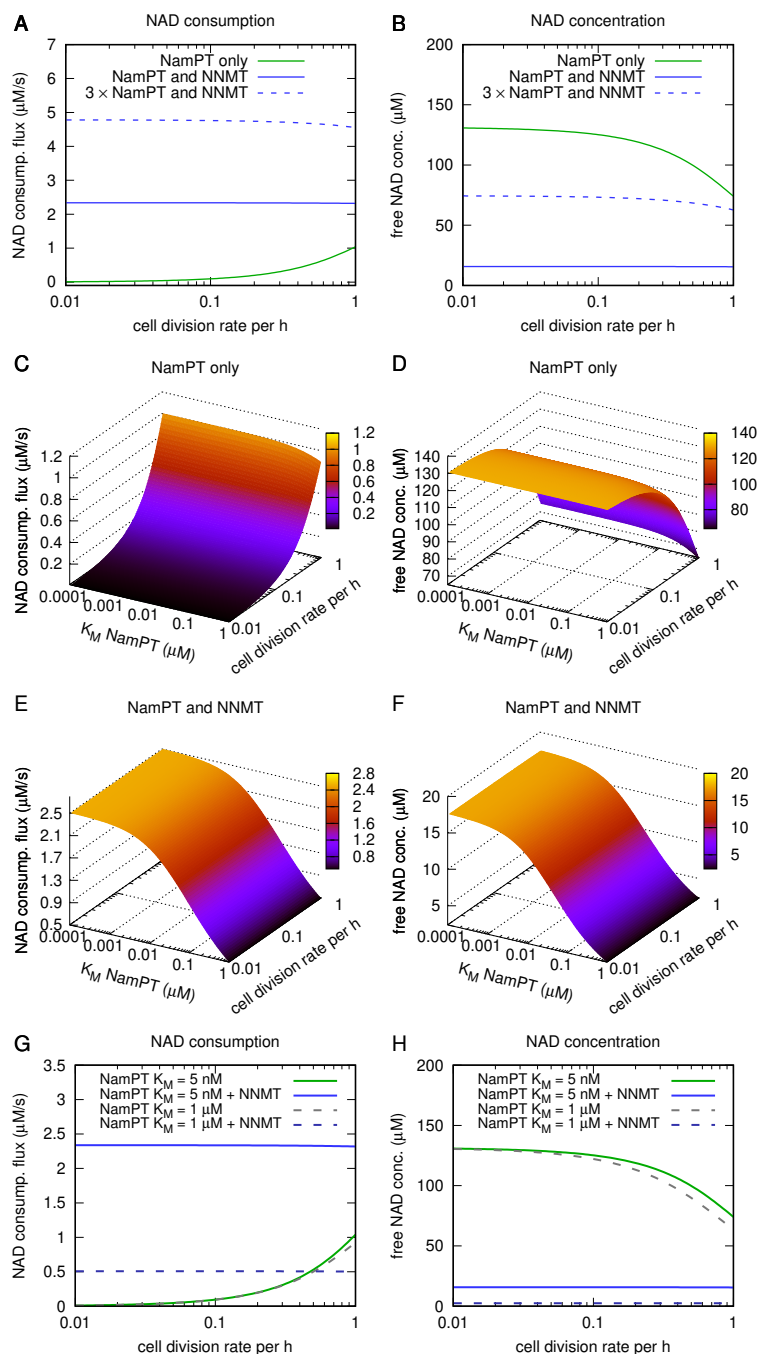 A
NAD consumption
NAD consump. flux (μM/s)
7
6
5
4
3
2
1
0
NamPT only
NamPT and NNMT
3 × NamPT and NNMT
0.01
0.1
1
cell division rate per h
B
NAD concentration
free NAD conc. (μM)
200
150
100
50
0
NamPT only
NamPT and NNMT
3 × NamPT and NNMT
0.01
0.1
1
cell division rate per h
C
NamPT only
NAD consump. flux (μM/s)
1.2
1
0.8
0.6
0.4
0.2
0.0001
0.001
0.01
0.1
1
K_M NamPT (μM)
0.01
0.1
1
cell division rate per h
1.2
1
0.8
0.6
0.4
0.2
D
NamPT only
free NAD conc. (μM)
140
130
120
110
100
90
80
70
0.0001
0.001
0.01
0.1
1
K_M NamPT (μM)
0.01
0.1
1
cell division rate per h
140
120
100
80
E
NamPT and NNMT
NAD consump. flux (μM/s)
2.5
2.1
1.7
1.3
0.9
0.5
0.0001
0.001
0.01
0.1
1
K_M NamPT (μM)
0.01
0.1
1
cell division rate per h
2.8
2.4
2
1.6
1.2
0.8
F
NamPT and NNMT
free NAD conc. (μM)
20
15
10
5
0.0001
0.001
0.01
0.1
1
K_M NamPT (μM)
0.01
0.1
1
cell division rate per h
20
15
10
5
G
NAD consumption
NAD consump. flux (μM/s)
3.5
3
2.5
2
1.5
1
0.5
0
NamPT K_M = 5 nM
NamPT K_M = 5 nM + NNMT
NamPT K_M = 1 μM
NamPT K_M = 1 μM + NNMT
0.01
0.1
1
cell division rate per h
H
NAD concentration
free NAD conc. (μM)
200
150
100
50
0
NamPT K_M = 5 nM
NamPT K_M = 5 nM + NNMT
NamPT K_M = 1 μM
NamPT K_M = 1 μM + NNMT
0.01
0.1
1
cell division rate per h